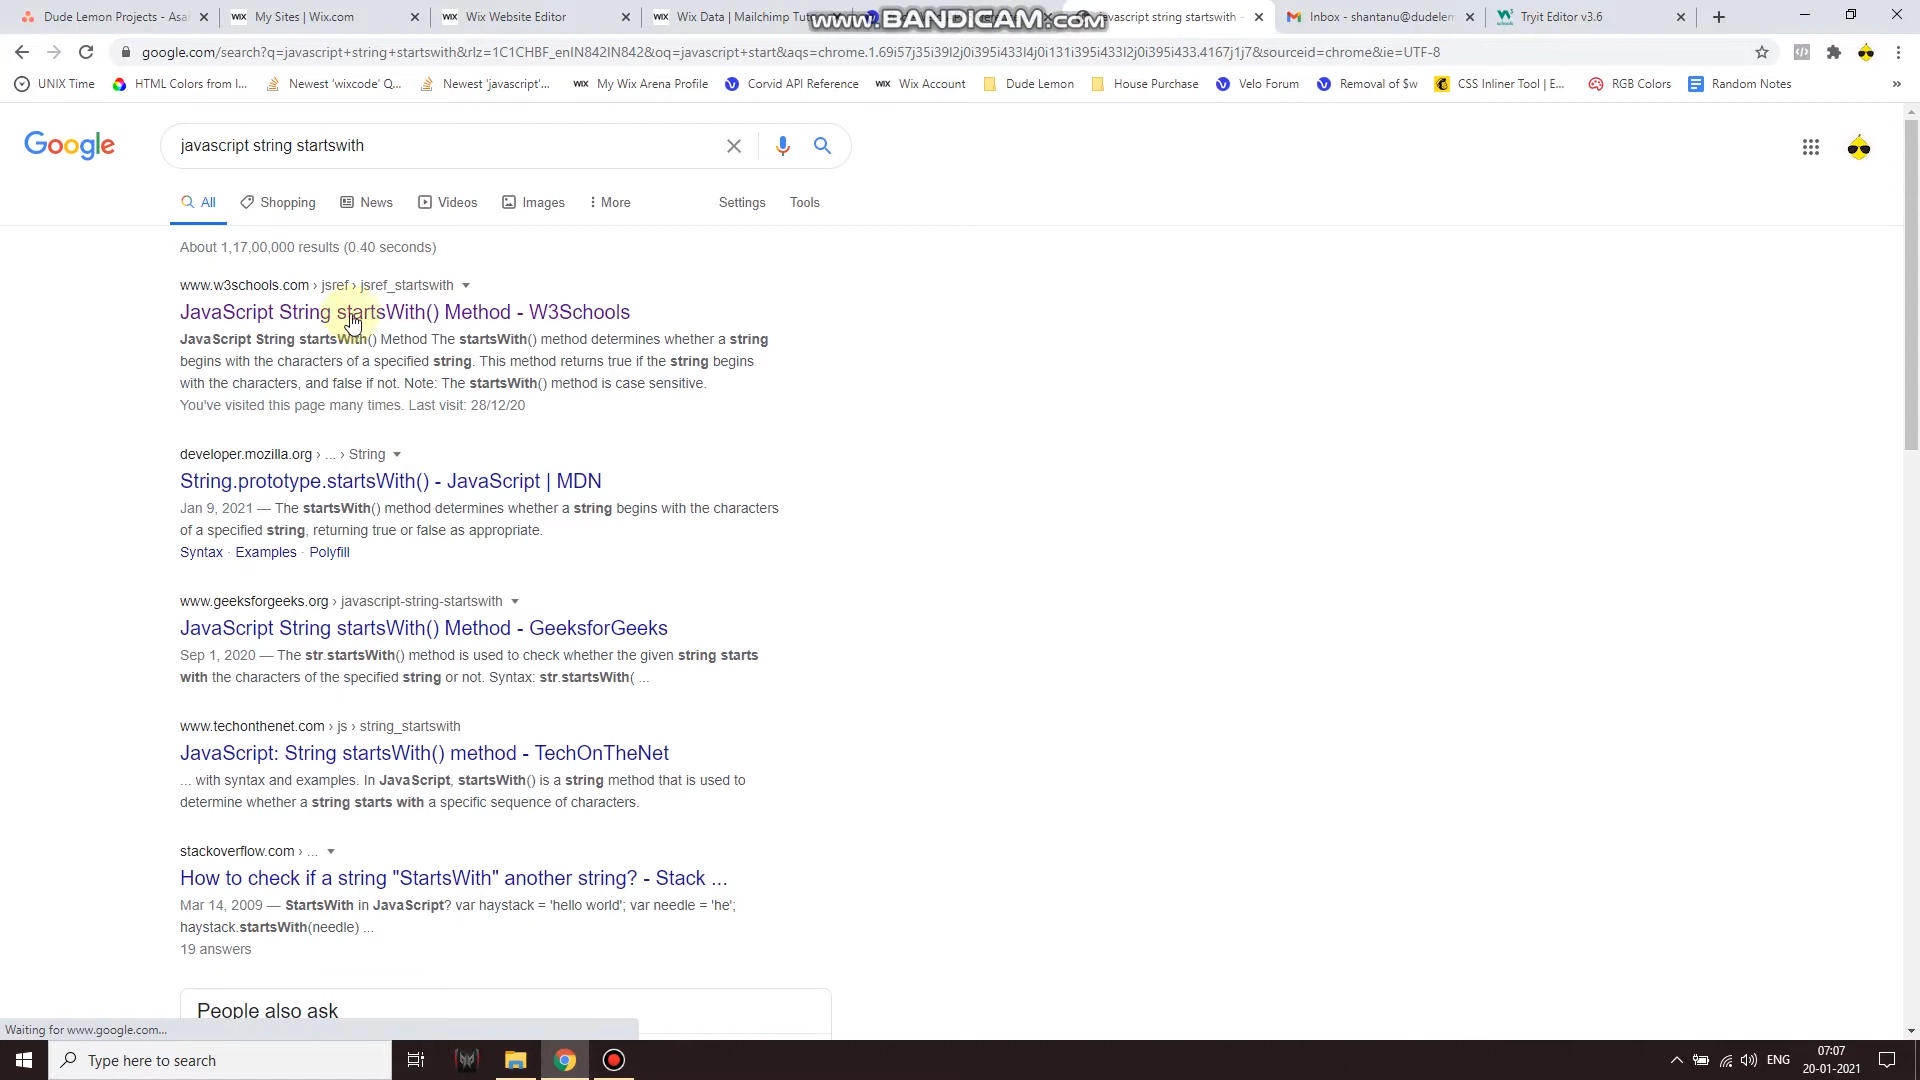 Dude Lemon Projects - Asan
My Sites | Wix.com
Wix Website Editor
Wix Data | Mailchimp Tut
www.BANDICAM.com
javascript string startswith -
Inbox - shantanu@dudelem
Tryit Editor v3.6
google.com/search?q=javascript+string+startswith&rlz=1C1CHBF_enIN842IN842&oq=javascript+start&aqs=chrome.1.69i57j35i39l2j0i395i433l4j0i131i395i433l2j0i395i433.4167j1j7&sourceid=chrome&ie=UTF-8
UNIX Time
HTML Colors from I...
Newest 'wixcode' Q...
Newest 'javascript'...
My Wix Arena Profile
Corvid API Reference
Wix Account
Dude Lemon
House Purchase
Velo Forum
Removal of $w
CSS Inliner Tool | E...
RGB Colors
Random Notes
»
Google
javascript string startswith
All
Shopping
News
Videos
Images
More
Settings
Tools
About 1,17,00,000 results (0.40 seconds)
www.w3schools.com › jsref › jsref_startswith
JavaScript String startsWith() Method - W3Schools
JavaScript String startsWith() Method The startsWith() method determines whether a string
begins with the characters of a specified string. This method returns true if the string begins
with the characters, and false if not. Note: The startsWith() method is case sensitive.
You've visited this page many times. Last visit: 28/12/20
developer.mozilla.org › ... › String
String.prototype.startsWith() - JavaScript | MDN
Jan 9, 2021 — The startsWith() method determines whether a string begins with the characters
of a specified string, returning true or false as appropriate.
Syntax · Examples · Polyfill
www.geeksforgeeks.org › javascript-string-startswith
JavaScript String startsWith() Method - GeeksforGeeks
Sep 1, 2020 — The str.startsWith() method is used to check whether the given string starts
with the characters of the specified string or not. Syntax: str.startsWith( ...
www.techonthenet.com › js › string_startswith
JavaScript: String startsWith() method - TechOnTheNet
... with syntax and examples. In JavaScript, startsWith() is a string method that is used to
determine whether a string starts with a specific sequence of characters.
stackoverflow.com › ...
How to check if a string "StartsWith" another string? - Stack ...
Mar 14, 2009 — StartsWith in JavaScript? var haystack = 'hello world'; var needle = 'he';
haystack.startsWith(needle) ...
19 answers
People also ask
Waiting for www.google.com...
Type here to search
ENG
07:07
20-01-2021